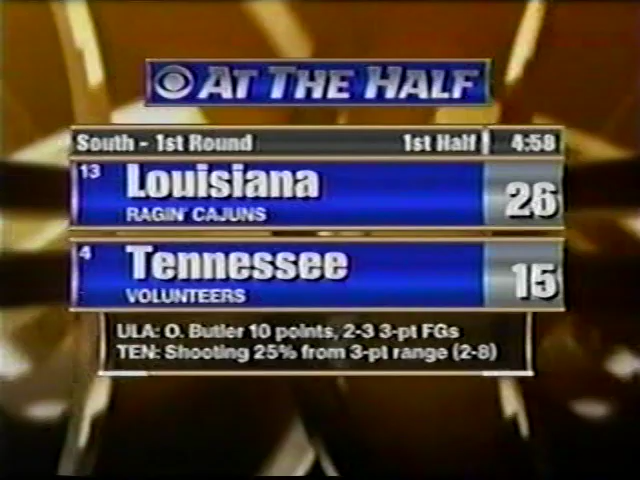 AT THE HALF
South - 1st Round 1st Half 4:58
13 Louisiana 26
RAGIN' CAJUNS
4 Tennessee 15
VOLUNTEERS
ULA: O. Butler 10 points, 2-3 3-pt FGs
TEN: Shooting 25% from 3-pt range (2-8)